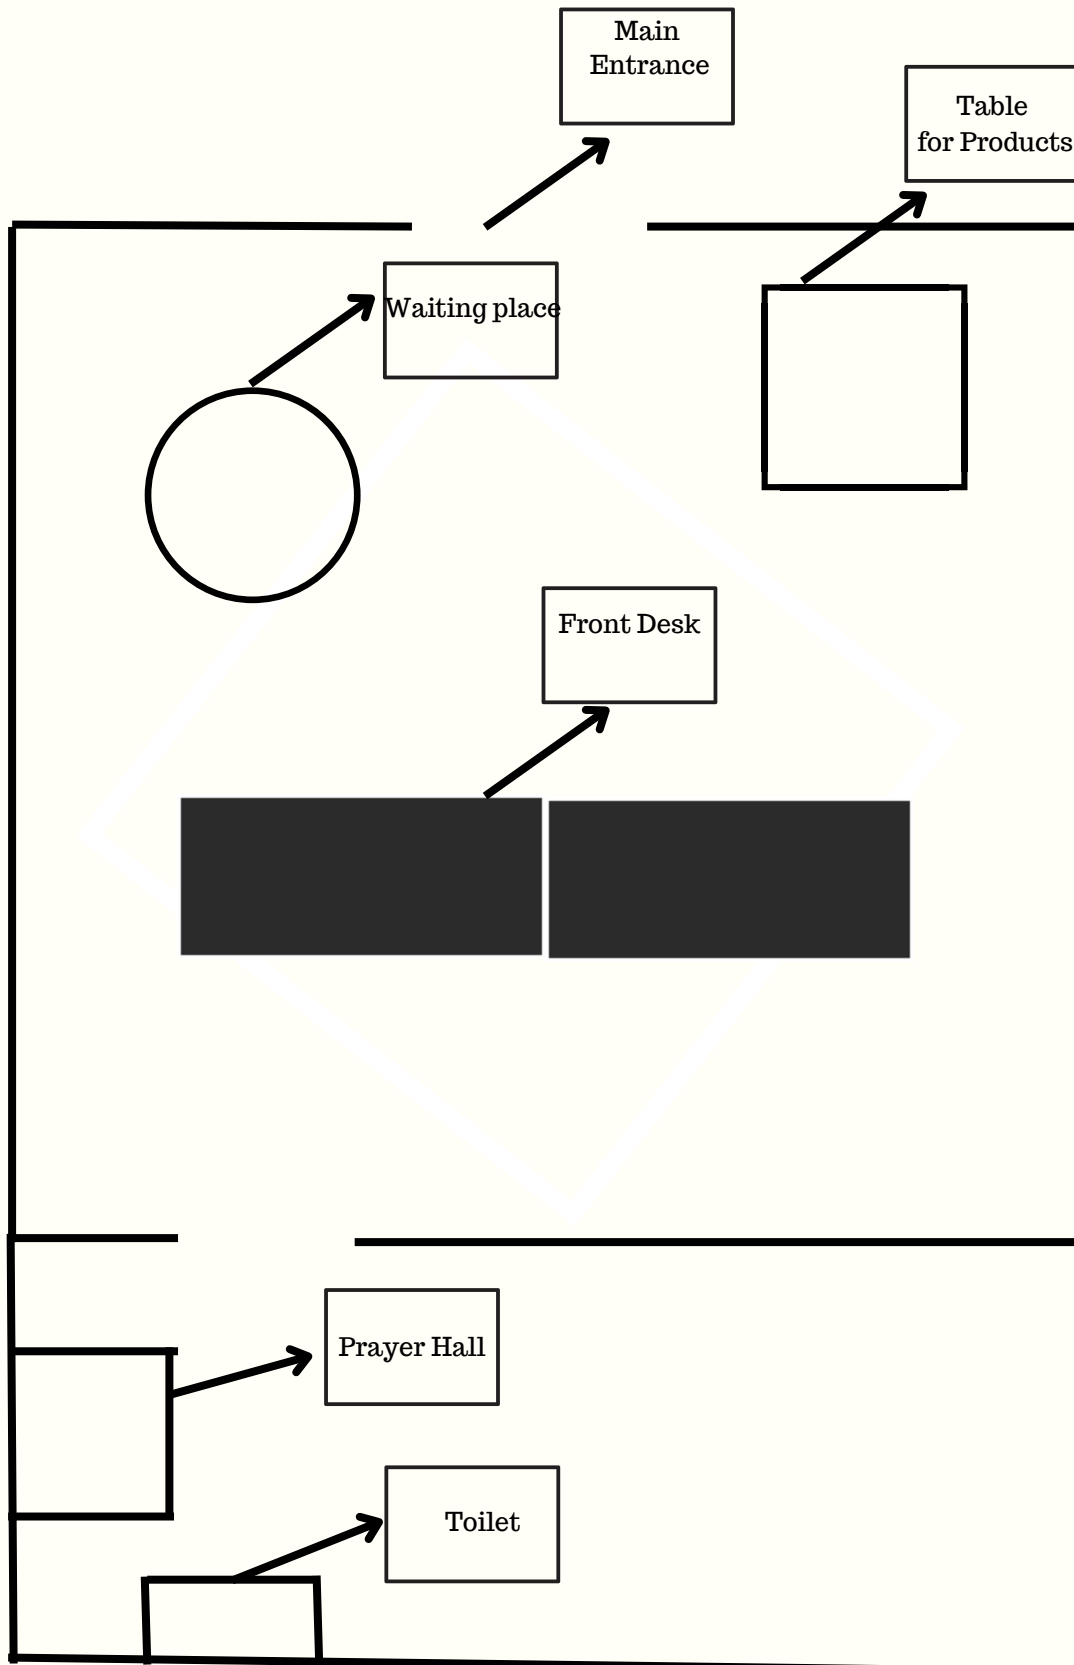 Main
Entrance
Table
for Products
Waiting place
Front Desk
Prayer Hall
Toilet